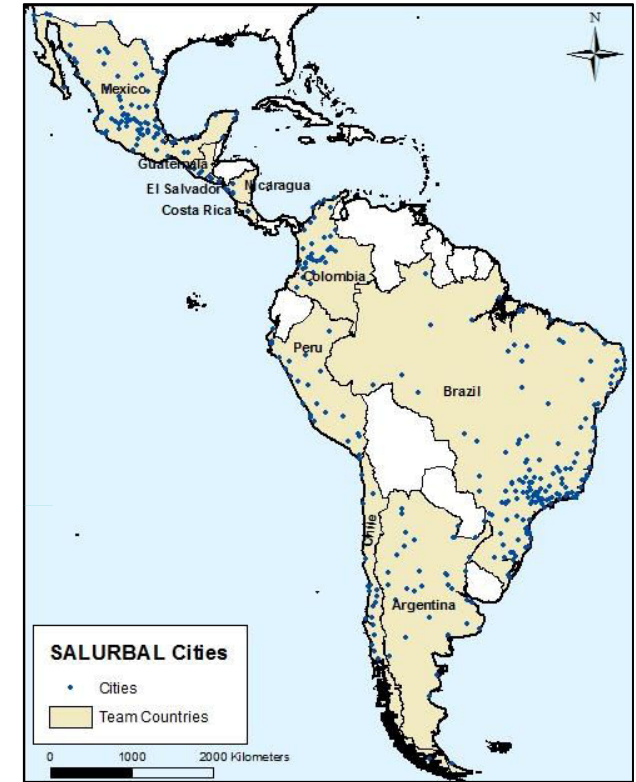 N
Mexico
Guatemala
El Salvador
Nicaragua
Costa Rica
Colombia
Peru
Brazil
Chile
Argentina
SALURBAL Cities
Cities
Team Countries
0 1000 2000 Kilometers